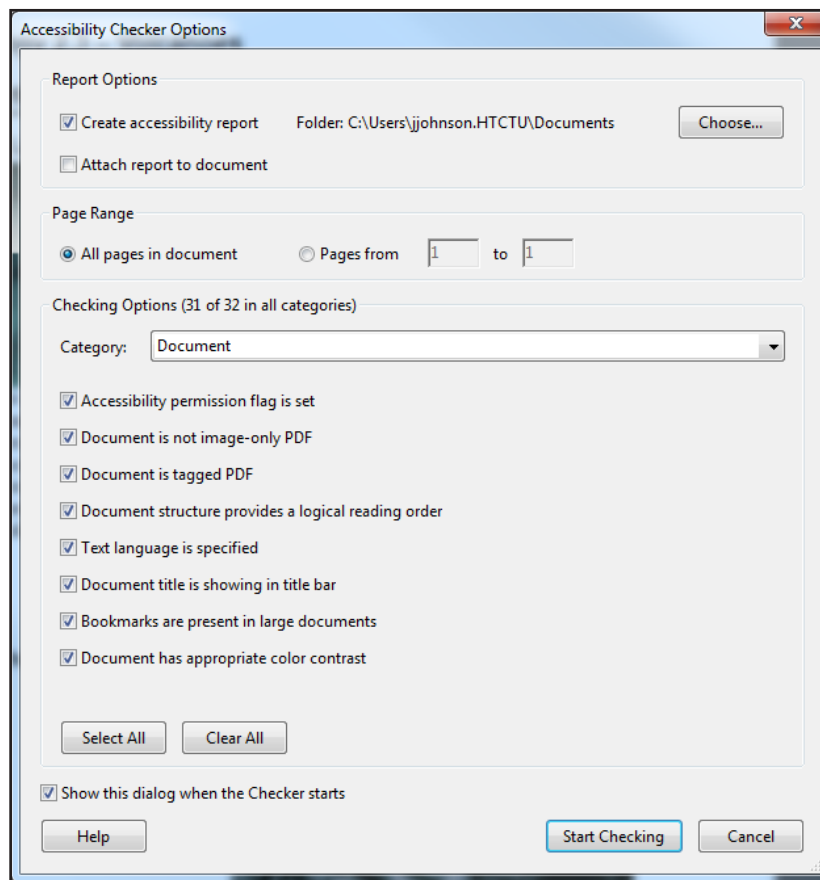 Accessibility Checker Options
Report Options
Create accessibility report Folder: C:\Users\jjohnson.HTCTU\Documents Choose...
Attach report to document
Page Range
All pages in document Pages from 1 to 1
Checking Options (31 of 32 in all categories)
Category: Document
Accessibility permission flag is set
Document is not image-only PDF
Document is tagged PDF
Document structure provides a logical reading order
Text language is specified
Document title is showing in title bar
Bookmarks are present in large documents
Document has appropriate color contrast
Select All Clear All
Show this dialog when the Checker starts
Help Start Checking Cancel